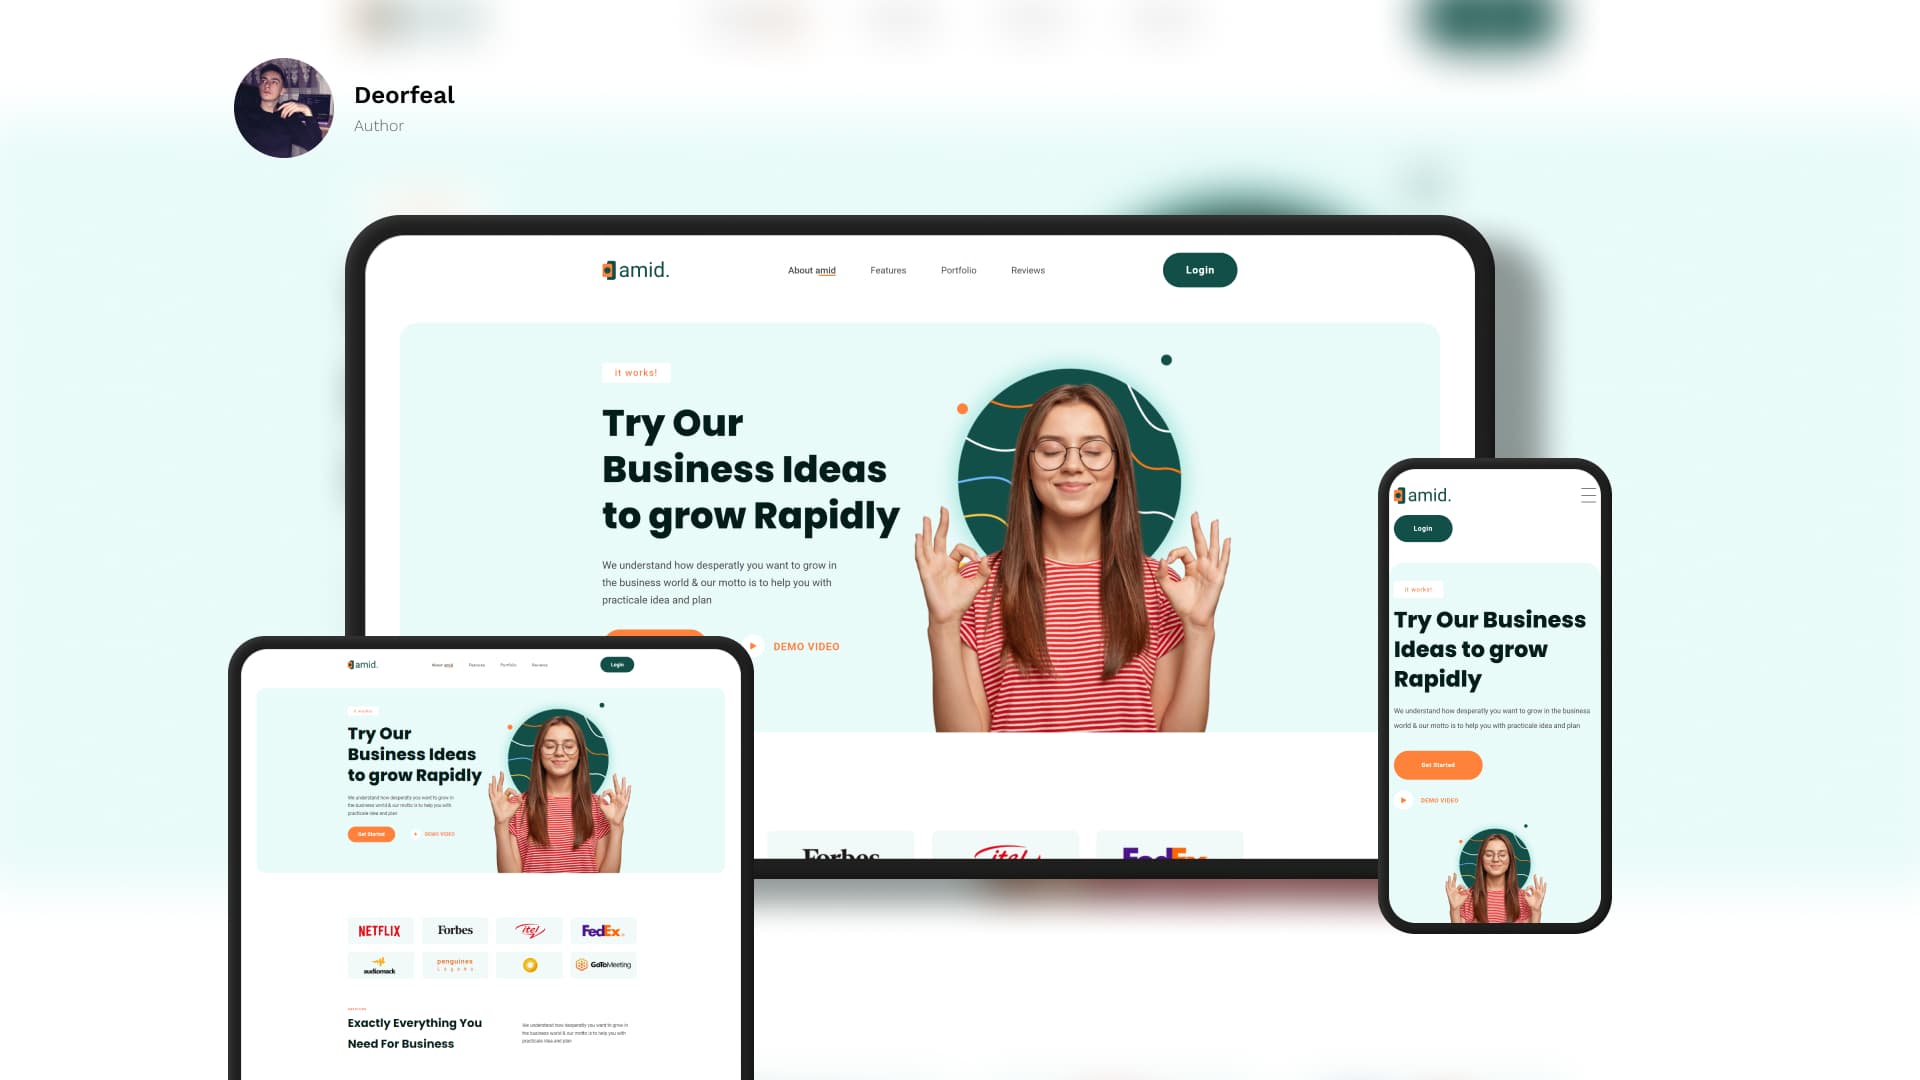 Deorfeal
Author
amid.
About amid
Features
Portfolio
Reviews
Login
it works!
Try Our
Business Ideas
to grow Rapidly
We understand how desperatly you want to grow in
the business world & our motto is to help you with
practicale idea and plan
DEMO VIDEO
Forbes
itel
FedEx
amid.
About amid
Features
Portfolio
Reviews
Login
it works!
Try Our
Business Ideas
to grow Rapidly
We understand how desperatly you want to grow in
the business world & our motto is to help you with
practicale idea and plan
Get Started
DEMO VIDEO
NETFLIX
Forbes
itel
FedEx
audiomack
penguines
GoToMeeting
Exactly Everything You
Need For Business
We understand how desperatly you want to grow in
the business world & our motto is to help you with
practicale idea and plan
amid.
Login
it works!
Try Our Business
Ideas to grow
Rapidly
We understand how desperatly you want to grow in the business
world & our motto is to help you with practicale idea and plan
Get Started
DEMO VIDEO